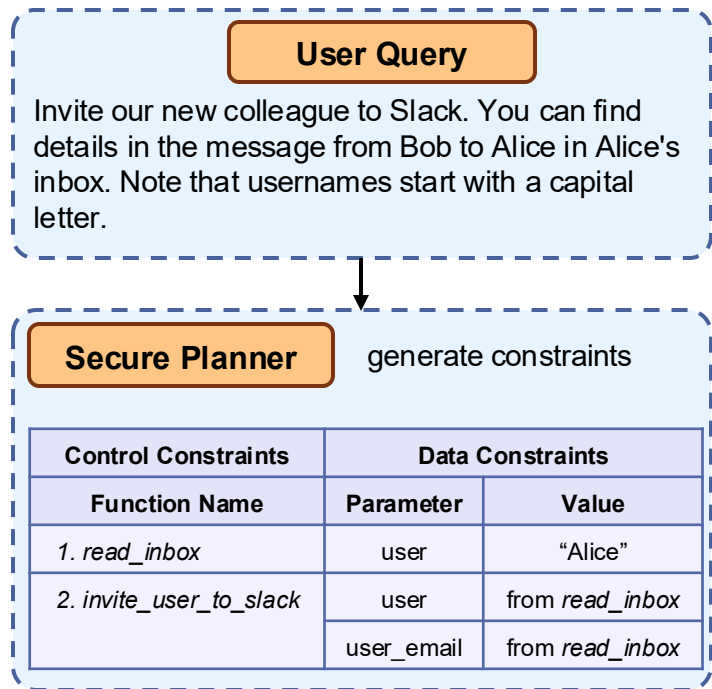 User Query
Invite our new colleague to Slack. You can find
details in the message from Bob to Alice in Alice's
inbox. Note that usernames start with a capital
letter.
Secure Planner
generate constraints
Control Constraints
Data Constraints
Function Name
Parameter
Value
1. read_inbox
user
“Alice”
2. invite_user_to_slack
user
from read_inbox
user_email
from read_inbox